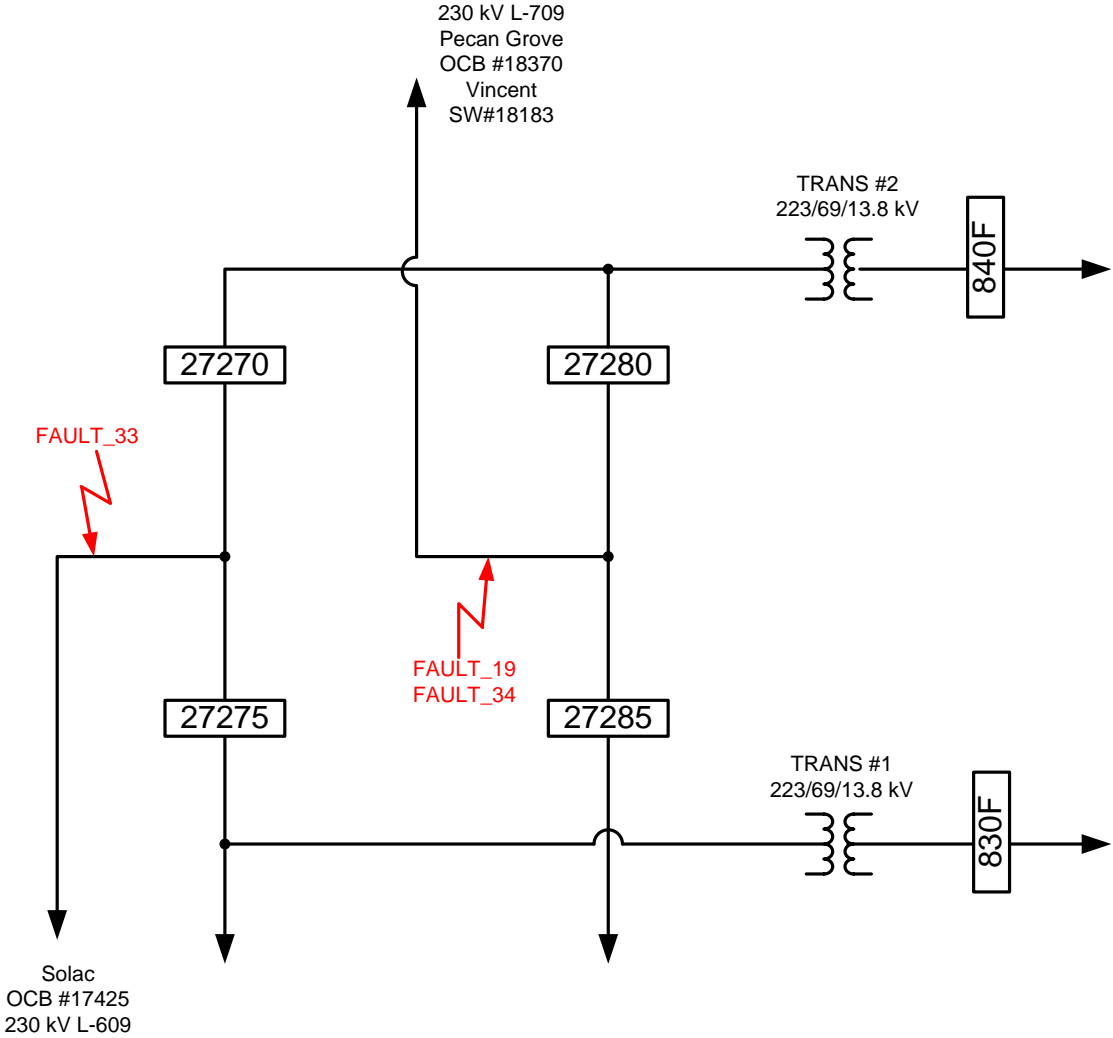 230 kV L-709
Pecan Grove
OCB #18370
Vincent
SW#18183
TRANS #2
223/69/13.8 kV
840F
27270
27280
FAULT_33
FAULT_19
FAULT_34
27275
27285
TRANS #1
223/69/13.8 kV
830F
Solac
OCB #17425
230 kV L-609